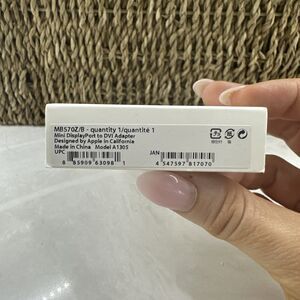 MB570Z/B - quantity 1/quantité 1
Mini DisplayPort to DVI Adapter
Designed by Apple in California
Made in China   Model A1305
UPC
JAN
8 85909 63098 1
4 547597 817070